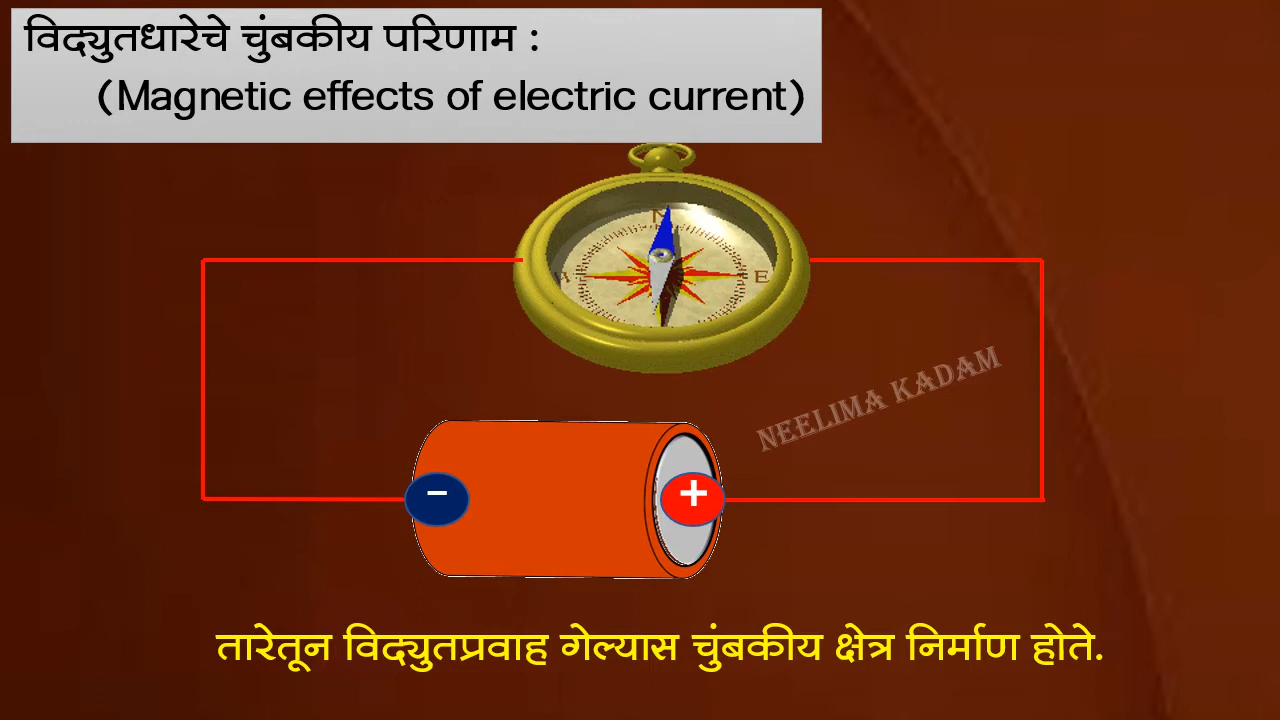 विद्युतधारेचे चुंबकीय परिणाम :
(Magnetic effects of electric current)
N
E
NEELIMA KADAM
–
+
तारेतून विद्युतप्रवाह गेल्यास चुंबकीय क्षेत्र निर्माण होते.